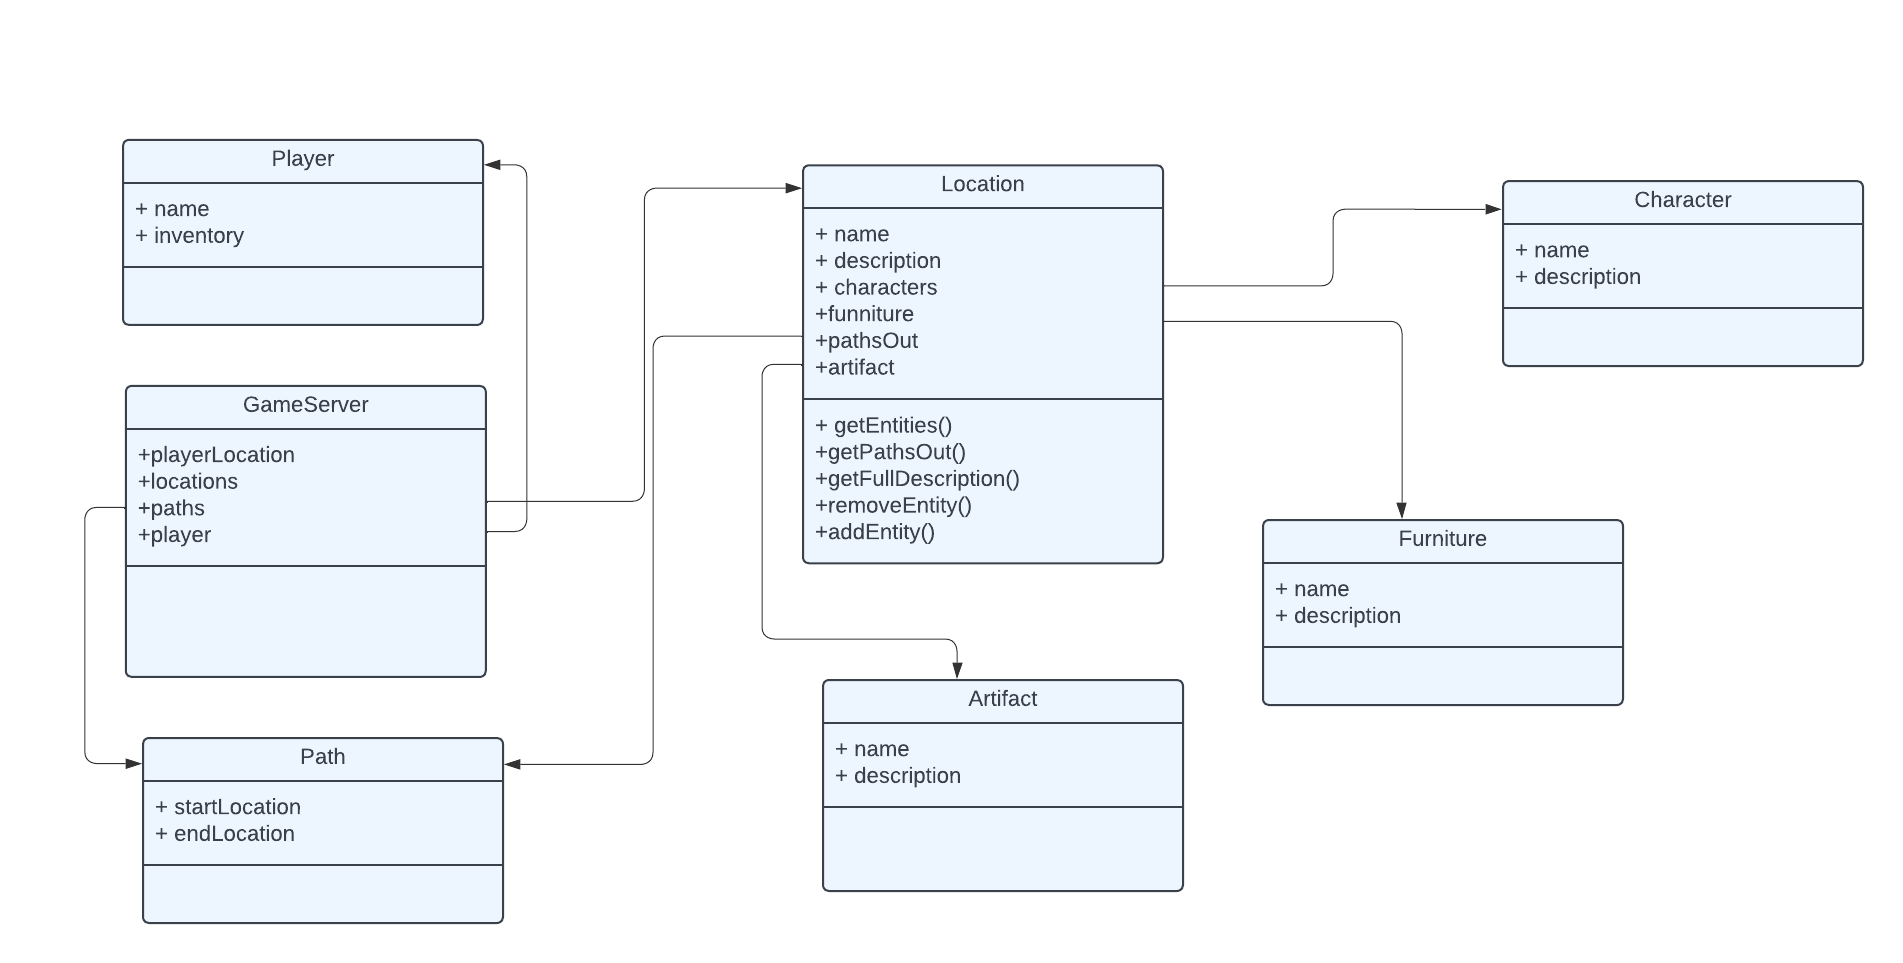 Player
+ name
+ inventory
GameServer
+playerLocation
+locations
+paths
+player
Path
+ startLocation
+ endLocation
Location
+ name
+ description
+ characters
+funniture
+pathsOut
+artifact
+ getEntities()
+getPathsOut()
+getFullDescription()
+removeEntity()
+addEntity()
Artifact
+ name
+ description
Character
+ name
+ description
Furniture
+ name
+ description